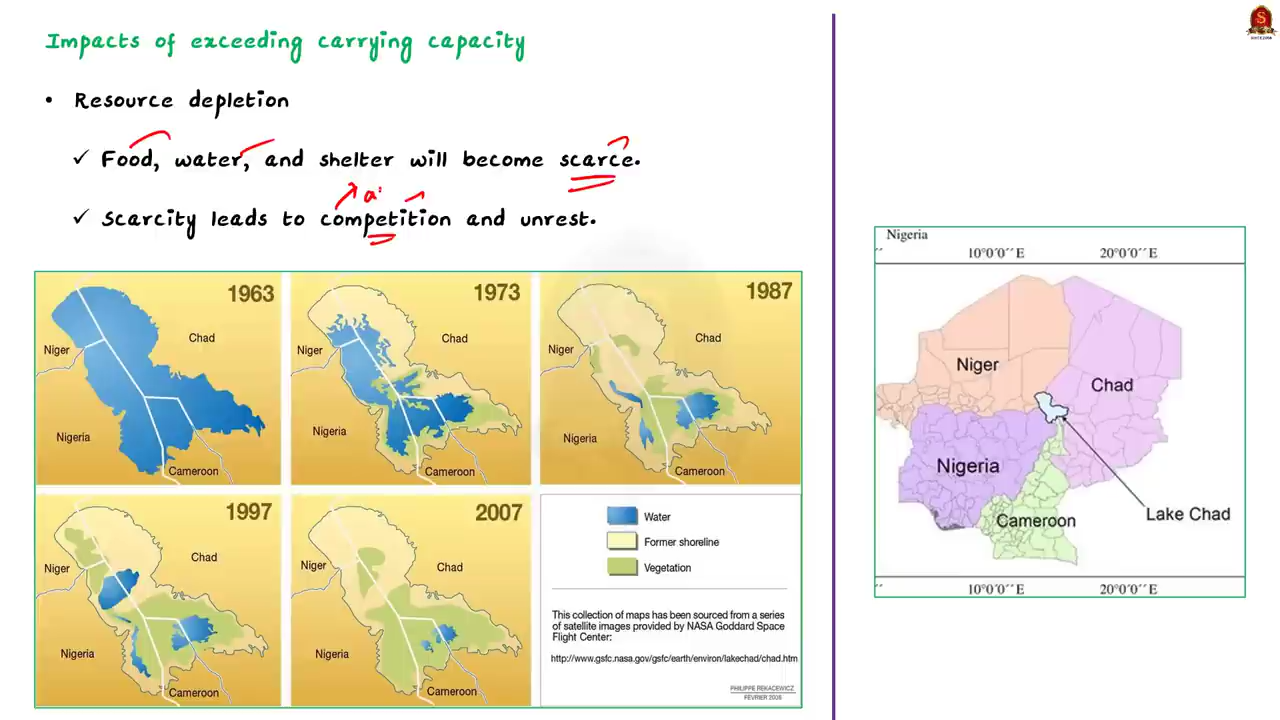 Impacts of exceeding carrying capacity
• Resource depletion
✓ Food, water, and shelter will become scarce.
✓ Scarcity leads to competition and unrest.
1963
Chad
Niger
Nigeria
Cameroon
1973
Chad
Niger
Nigeria
Cameroon
1987
Chad
Niger
Nigeria
Cameroon
1997
Chad
Niger
Nigeria
Cameroon
2007
Chad
Niger
Nigeria
Cameroon
Water
Former shoreline
Vegetation
This collection of maps has been sourced from a series
of satellite images provided by NASA Goddard Space
Flight Center:
http://www.gsfc.nasa.gov/gsfc/earth/environ/lakechad/chad.htm
PHILIPPE REKACEWICZ
Nigeria
10°0'0''E 20°0'0''E
Niger
Chad
Nigeria
Cameroon
Lake Chad
10°0'0''E 20°0'0''E